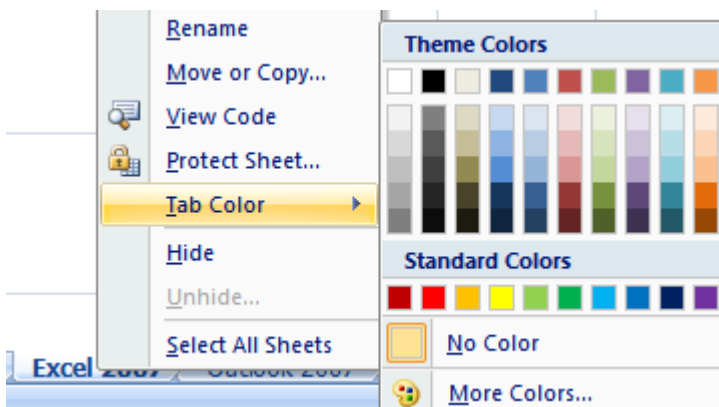 Rename
Move or Copy...
View Code
Protect Sheet...
Tab Color
Hide
Unhide...
Select All Sheets
Theme Colors
Standard Colors
No Color
More Colors...
Excel 2007
Outlook 2007